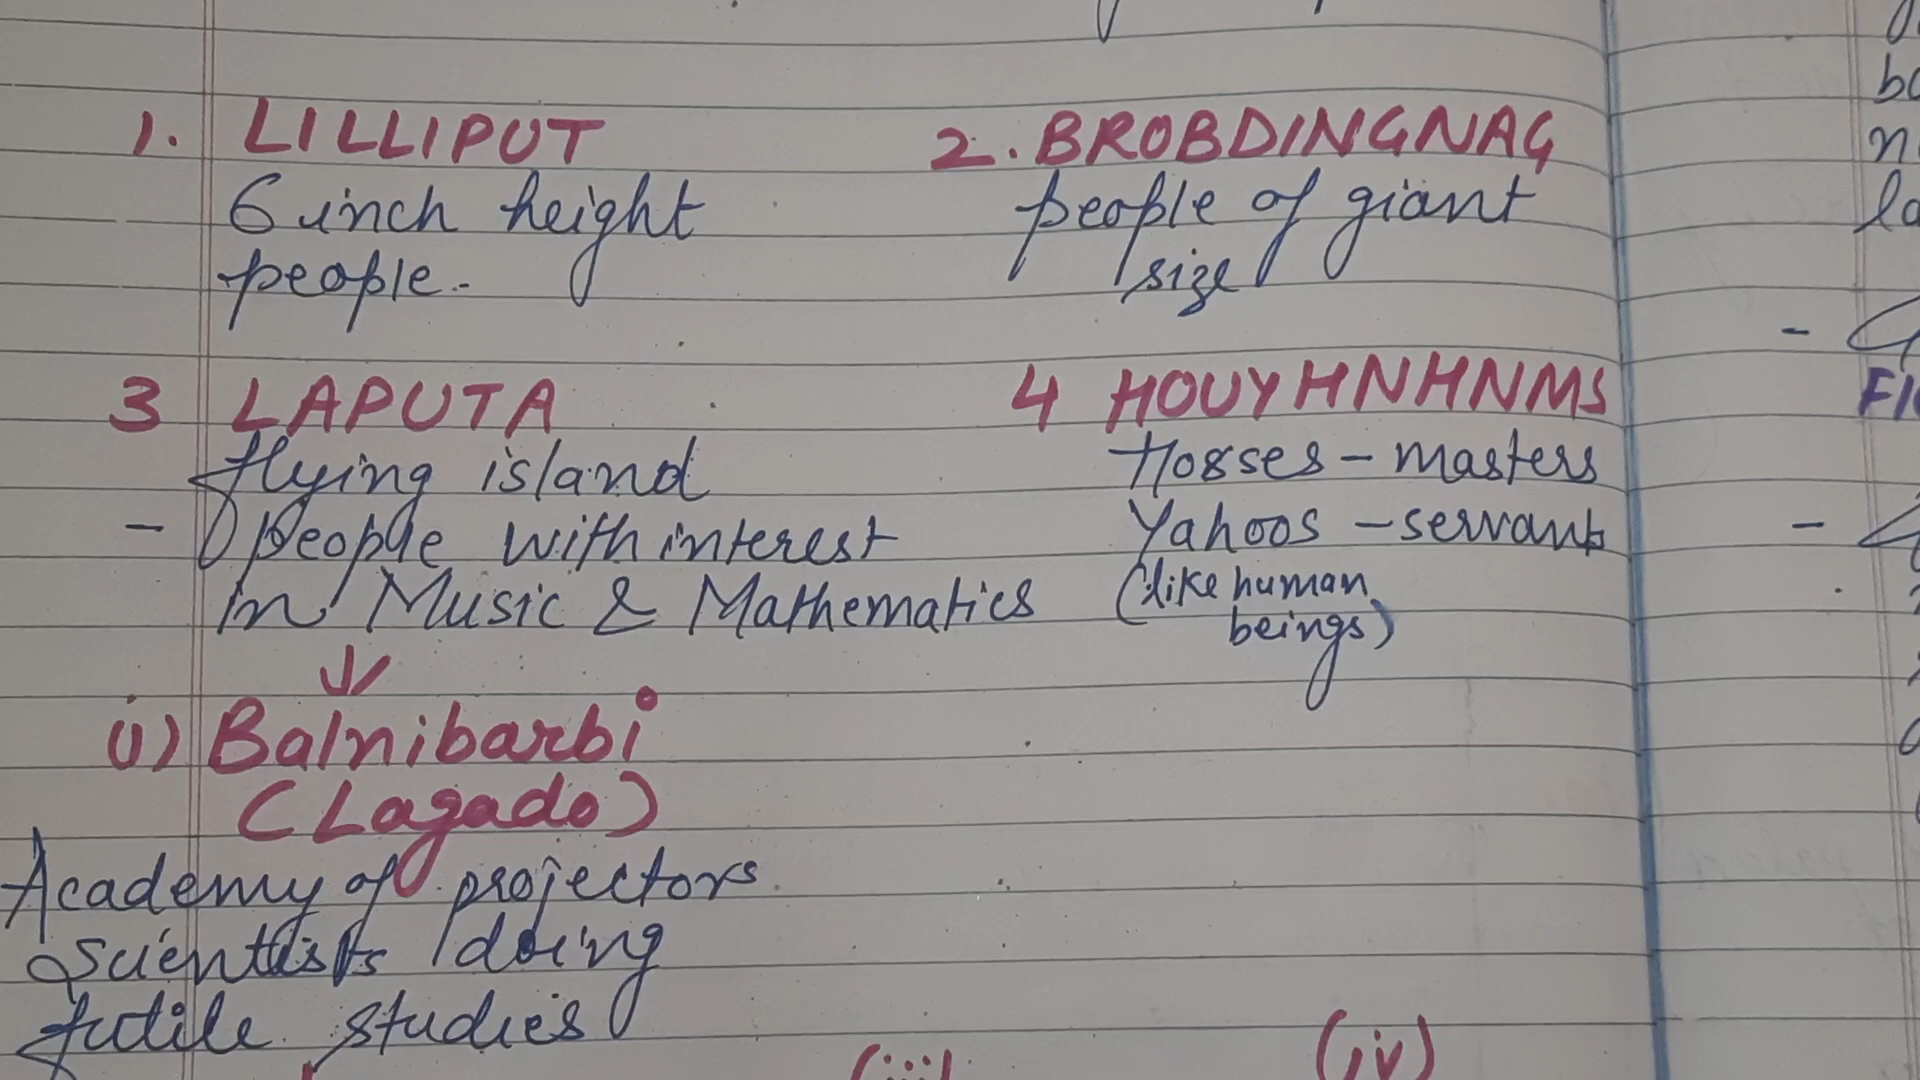 1. LILLIPUT
6 inch height
people.
2. BROBDINGNAG
people of giant
size
3 LAPUTA
flying island
- People with interest
in Music & Mathematics
4 HOUYHNHNMS
Horses - masters
Yahoos - servants
(like human
beings)
(i) Balnibarbi
(Lagado)
Academy of projectors
scientists doing
futile studies
(iii)
(iv)